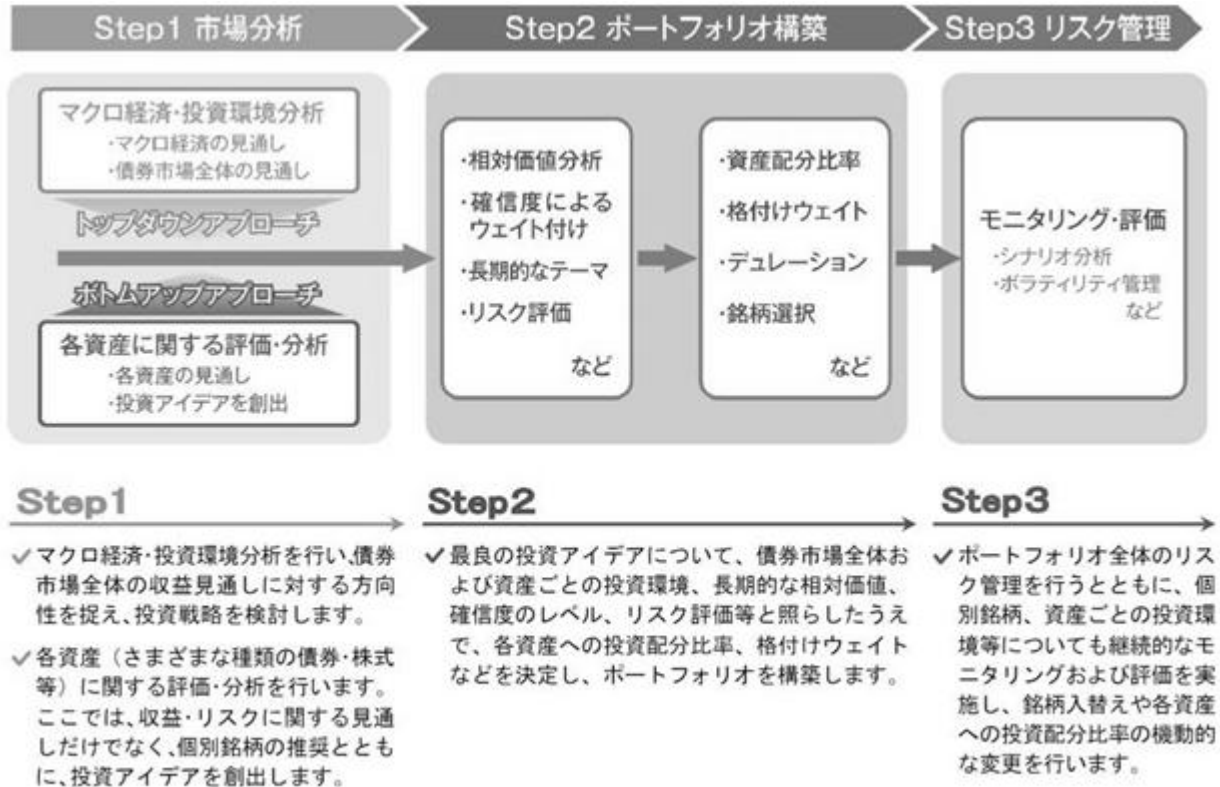 Step1 市場分析
Step2 ポートフォリオ構築
Step3 リスク管理
マクロ経済・投資環境分析
・マクロ経済の見通し
・債券市場全体の見通し
トップダウンアプローチ
ボトムアップアプローチ
各資産に関する評価・分析
・各資産の見通し
・投資アイデアを創出
・相対価値分析
・確信度による
ウェイト付け
・長期的なテーマ
・リスク評価
など
・資産配分比率
・格付けウェイト
・デュレーション
・銘柄選択
など
モニタリング・評価
・シナリオ分析
・ボラティリティ管理
など
Step1
✓マクロ経済・投資環境分析を行い、債券
市場全体の収益見通しに対する方向
性を捉え、投資戦略を検討します。
✓各資産（さまざまな種類の債券・株式
等）に関する評価・分析を行います。
ここでは、収益・リスクに関する見通
しだけでなく、個別銘柄の推奨ととも
に、投資アイデアを創出します。
Step2
✓最良の投資アイデアについて、債券市場全体お
よび資産ごとの投資環境、長期的な相対価値、
確信度のレベル、リスク評価等と照らしたうえ
で、各資産への投資配分比率、格付けウェイト
などを決定し、ポートフォリオを構築します。
Step3
✓ポートフォリオ全体のリス
ク管理を行うとともに、個
別銘柄、資産ごとの投資環
境等についても継続的なモ
ニタリングおよび評価を実
施し、銘柄入替えや各資産
への投資配分比率の機動的
な変更を行います。